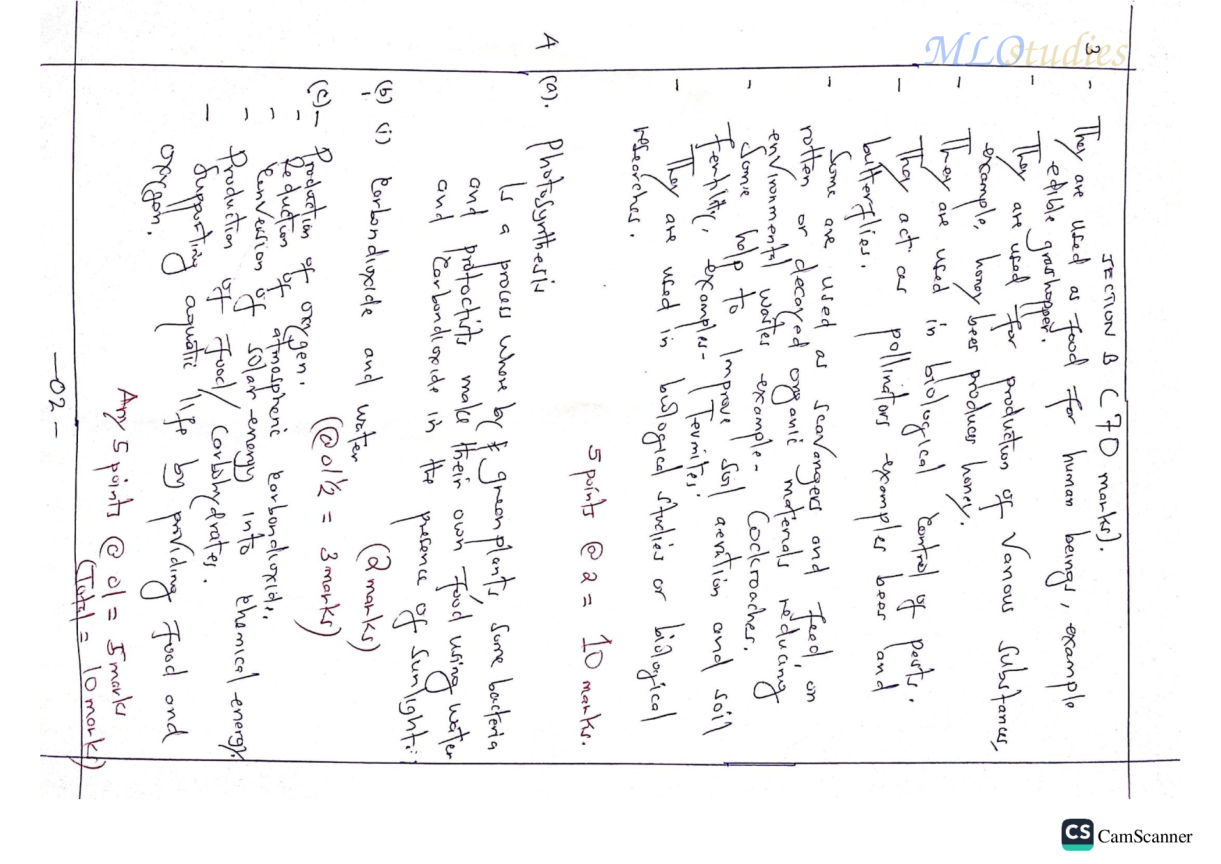 MLOstudies
SECTION B (70 marks).
3 - They are used as food for human beings, example
edible grasshopper.
- They are used for production of various substances,
example, honey bees produces honey.
- They are used in biological control of pests.
- They act as pollinators examples bees and
butterflies.
- Some are used as scavangers and feed on
rotten or decayed organic materials reducing
environmental wastes example - Cockroaches.
- Some help to improve soil aeration and soil
fertility, examples - Termites.
- They are used in biological studies or biological
researches.
5 points @ 2 = 10 marks.
4 (a). Photosynthesis
Is a process where by green plants, some bacteria
and protoctists make their own food using water
and carbondioxide in the presence of sunlight.
(2 marks)
(b) (i) Carbondioxide and water
(@ 01½ = 3 marks)
(c) - Production of oxygen.
- Reduction of atmospheric carbondioxide.
- Conversion of solar-energy into chemical-energy.
- Production of food/carbohydrates.
- Supporting aquatic life by providing food and
oxygen.
Any 5 points @ 01 = 5 marks
(Total = 10 marks)
-02-
CS CamScanner